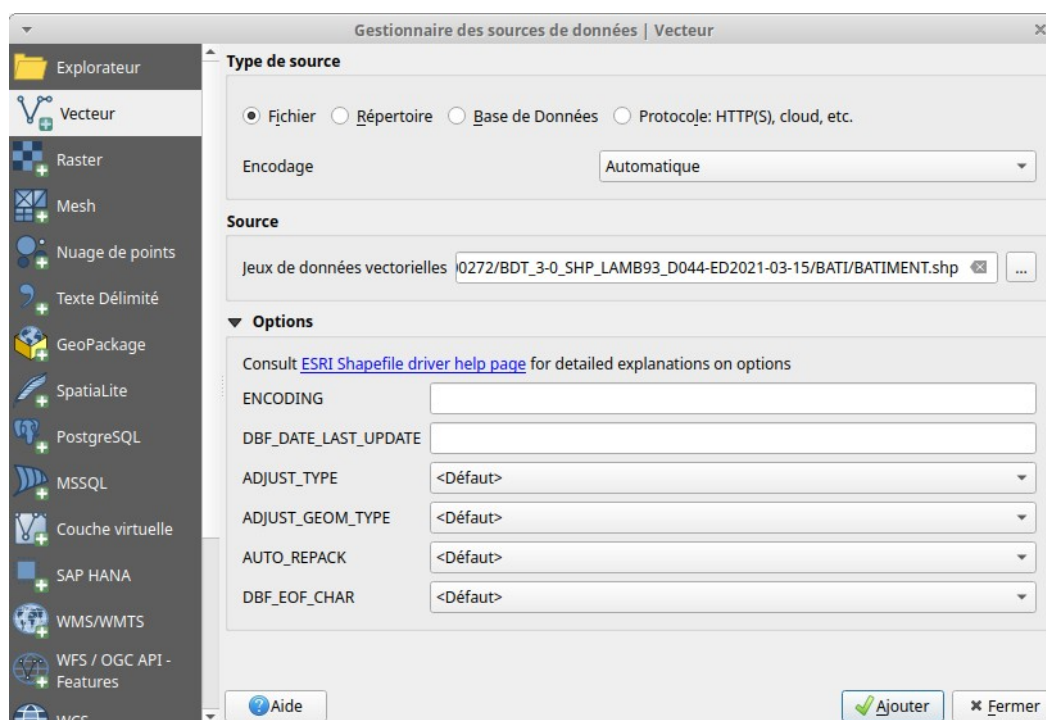 Gestionnaire des sources de données | Vecteur
Explorateur
Vecteur
Raster
Mesh
Nuage de points
Texte Délimité
GeoPackage
SpatiaLite
PostgreSQL
MSSQL
Couche virtuelle
SAP HANA
WMS/WMTS
WFS / OGC API -
Features
WCS
Type de source
Fichier Répertoire Base de Données Protocole: HTTP(S), cloud, etc.
Encodage Automatique
Source
Jeux de données vectorielles 00272/BDT_3-0_SHP_LAMB93_D044-ED2021-03-15/BATI/BATIMENT.shp ...
Options
Consult ESRI Shapefile driver help page for detailed explanations on options
ENCODING
DBF_DATE_LAST_UPDATE
ADJUST_TYPE <Défaut>
ADJUST_GEOM_TYPE <Défaut>
AUTO_REPACK <Défaut>
DBF_EOF_CHAR <Défaut>
Aide Ajouter Fermer